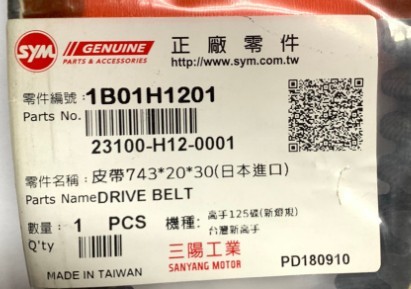 SYM GENUINE PARTS & ACCESSORIES
正廠零件
http://www.sym.com.tw
零件編號:1B01H1201
Parts No.
23100-H12-0001
零件名稱:皮帶743*20*30(日本進口)
Parts Name DRIVE BELT
數量:1 PCS 機種:高手125碟(新燈規)
Q'ty 台灣新高手
三陽工業
SANYANG MOTOR
MADE IN TAIWAN
PD180910